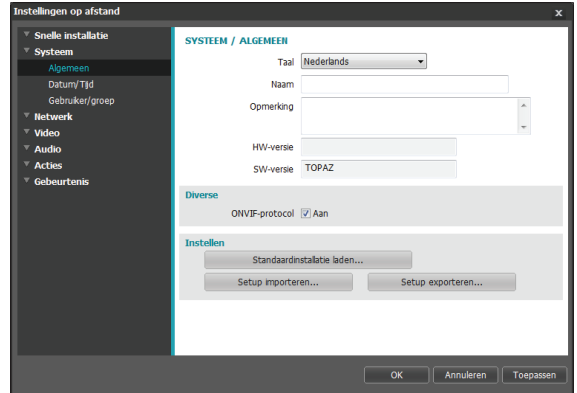 Instellingen op afstand
x
Snelle installatie
Systeem
Algemeen
Datum/Tijd
Gebruiker/groep
Netwerk
Video
Audio
Acties
Gebeurtenis
SYSTEEM / ALGEMEEN
Taal Nederlands
Naam
Opmerking
HW-versie
SW-versie TOPAZ
Diverse
ONVIF-protocol Aan
Instellen
Standaardinstallatie laden...
Setup importeren... Setup exporteren...
OK Annuleren Toepassen